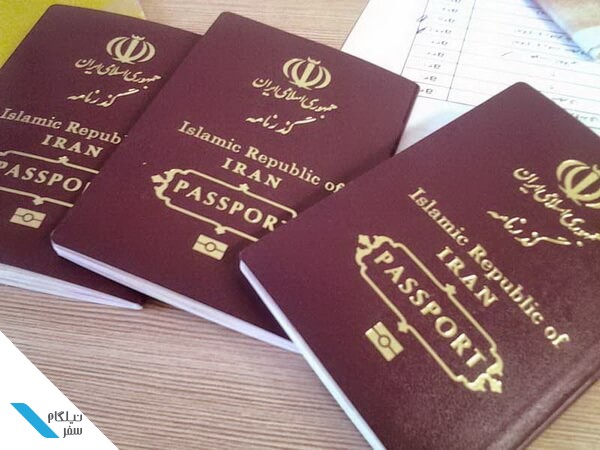 جمهوری اسلامی ایران
گذرنامه
Islamic Republic of
IRAN
PASSPORT
جمهوری اسلامی ایران
گذرنامه
Islamic Republic of
IRAN
PASSPORT
جمهوری اسلامی ایران
گذرنامه
Islamic Republic of
IRAN
PASSPORT
نیلگام
سفر